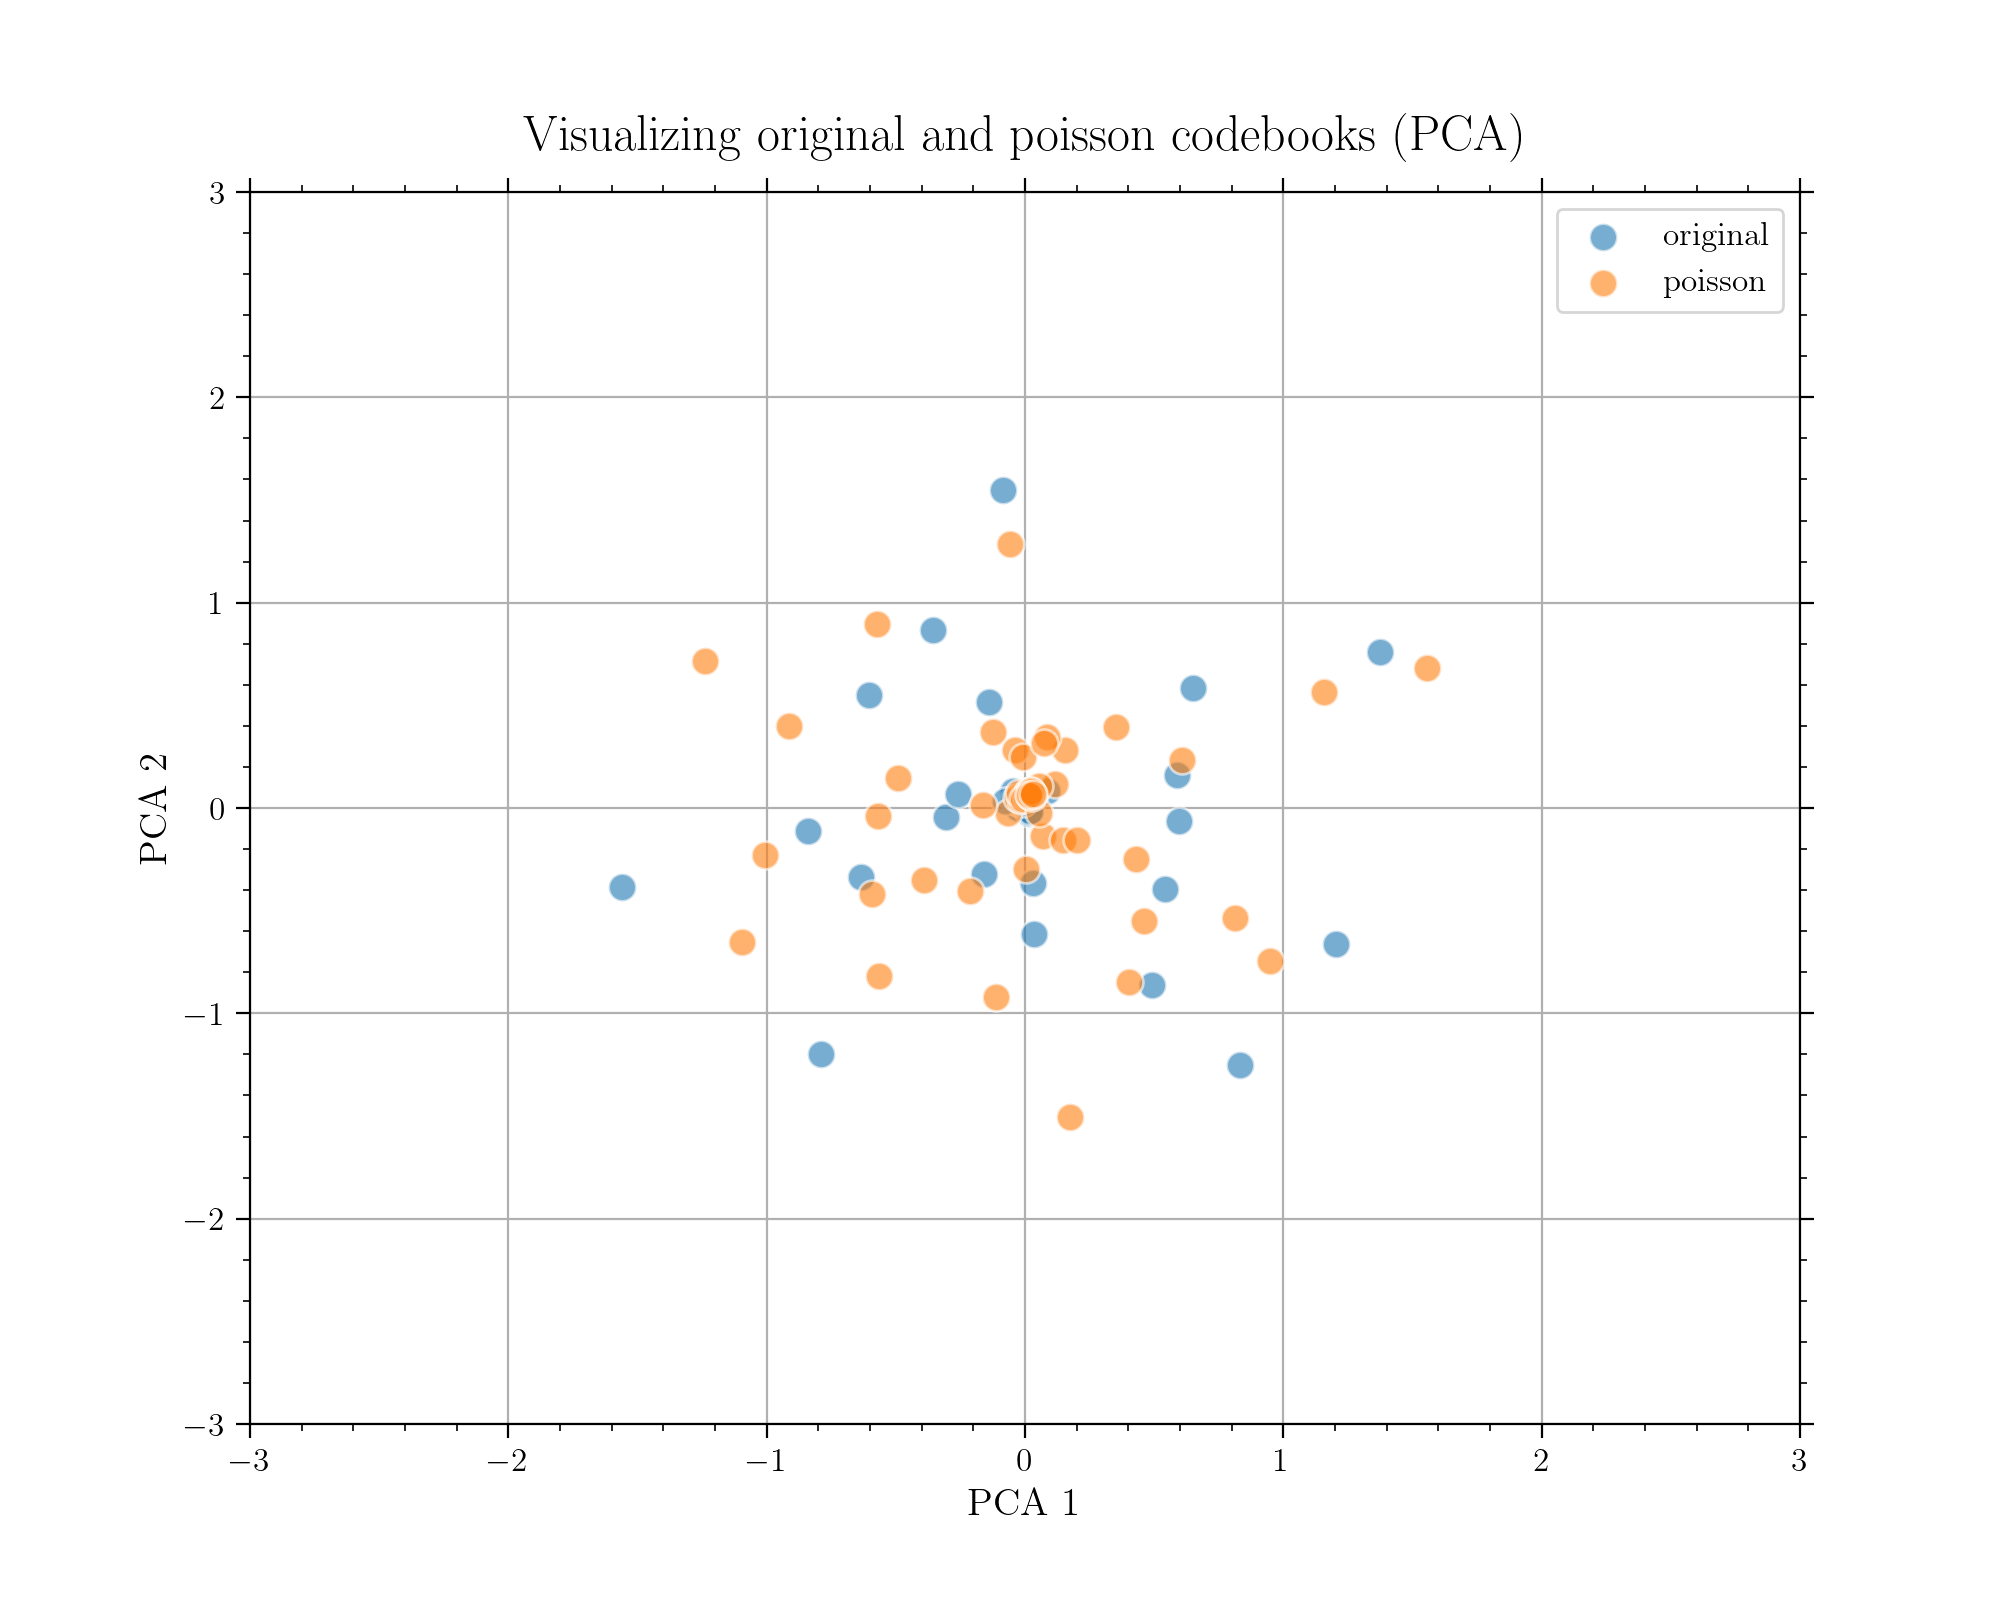 Visualizing original and poisson codebooks (PCA)
original
poisson
3
2
1
0
−1
−2
−3
PCA 2
−3 −2 −1 0 1 2 3
PCA 1